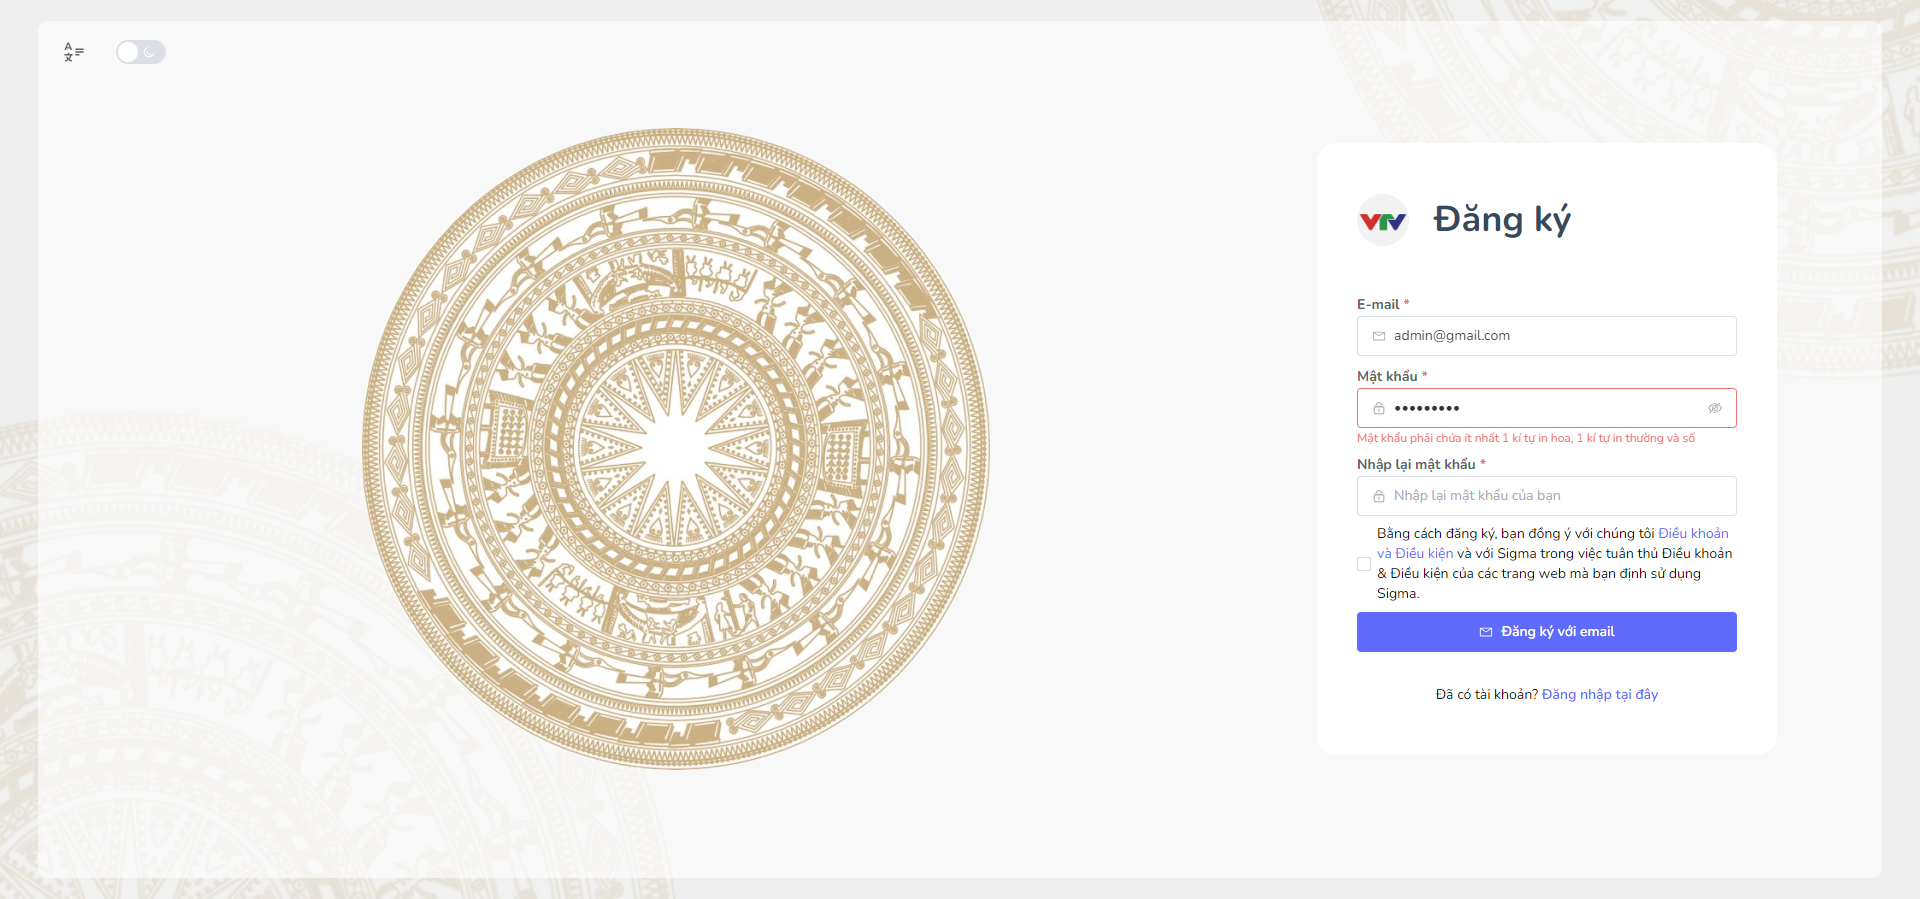 VTV
Đăng ký
E-mail *
admin@gmail.com
Mật khẩu *
•••••••••
Mật khẩu phải chứa ít nhất 1 kí tự in hoa, 1 kí tự in thường và số
Nhập lại mật khẩu *
Nhập lại mật khẩu của bạn
Bằng cách đăng ký, bạn đồng ý với chúng tôi Điều khoản
và Điều kiện và với Sigma trong việc tuân thủ Điều khoản
& Điều kiện của các trang web mà bạn định sử dụng
Sigma.
Đăng ký với email
Đã có tài khoản? Đăng nhập tại đây